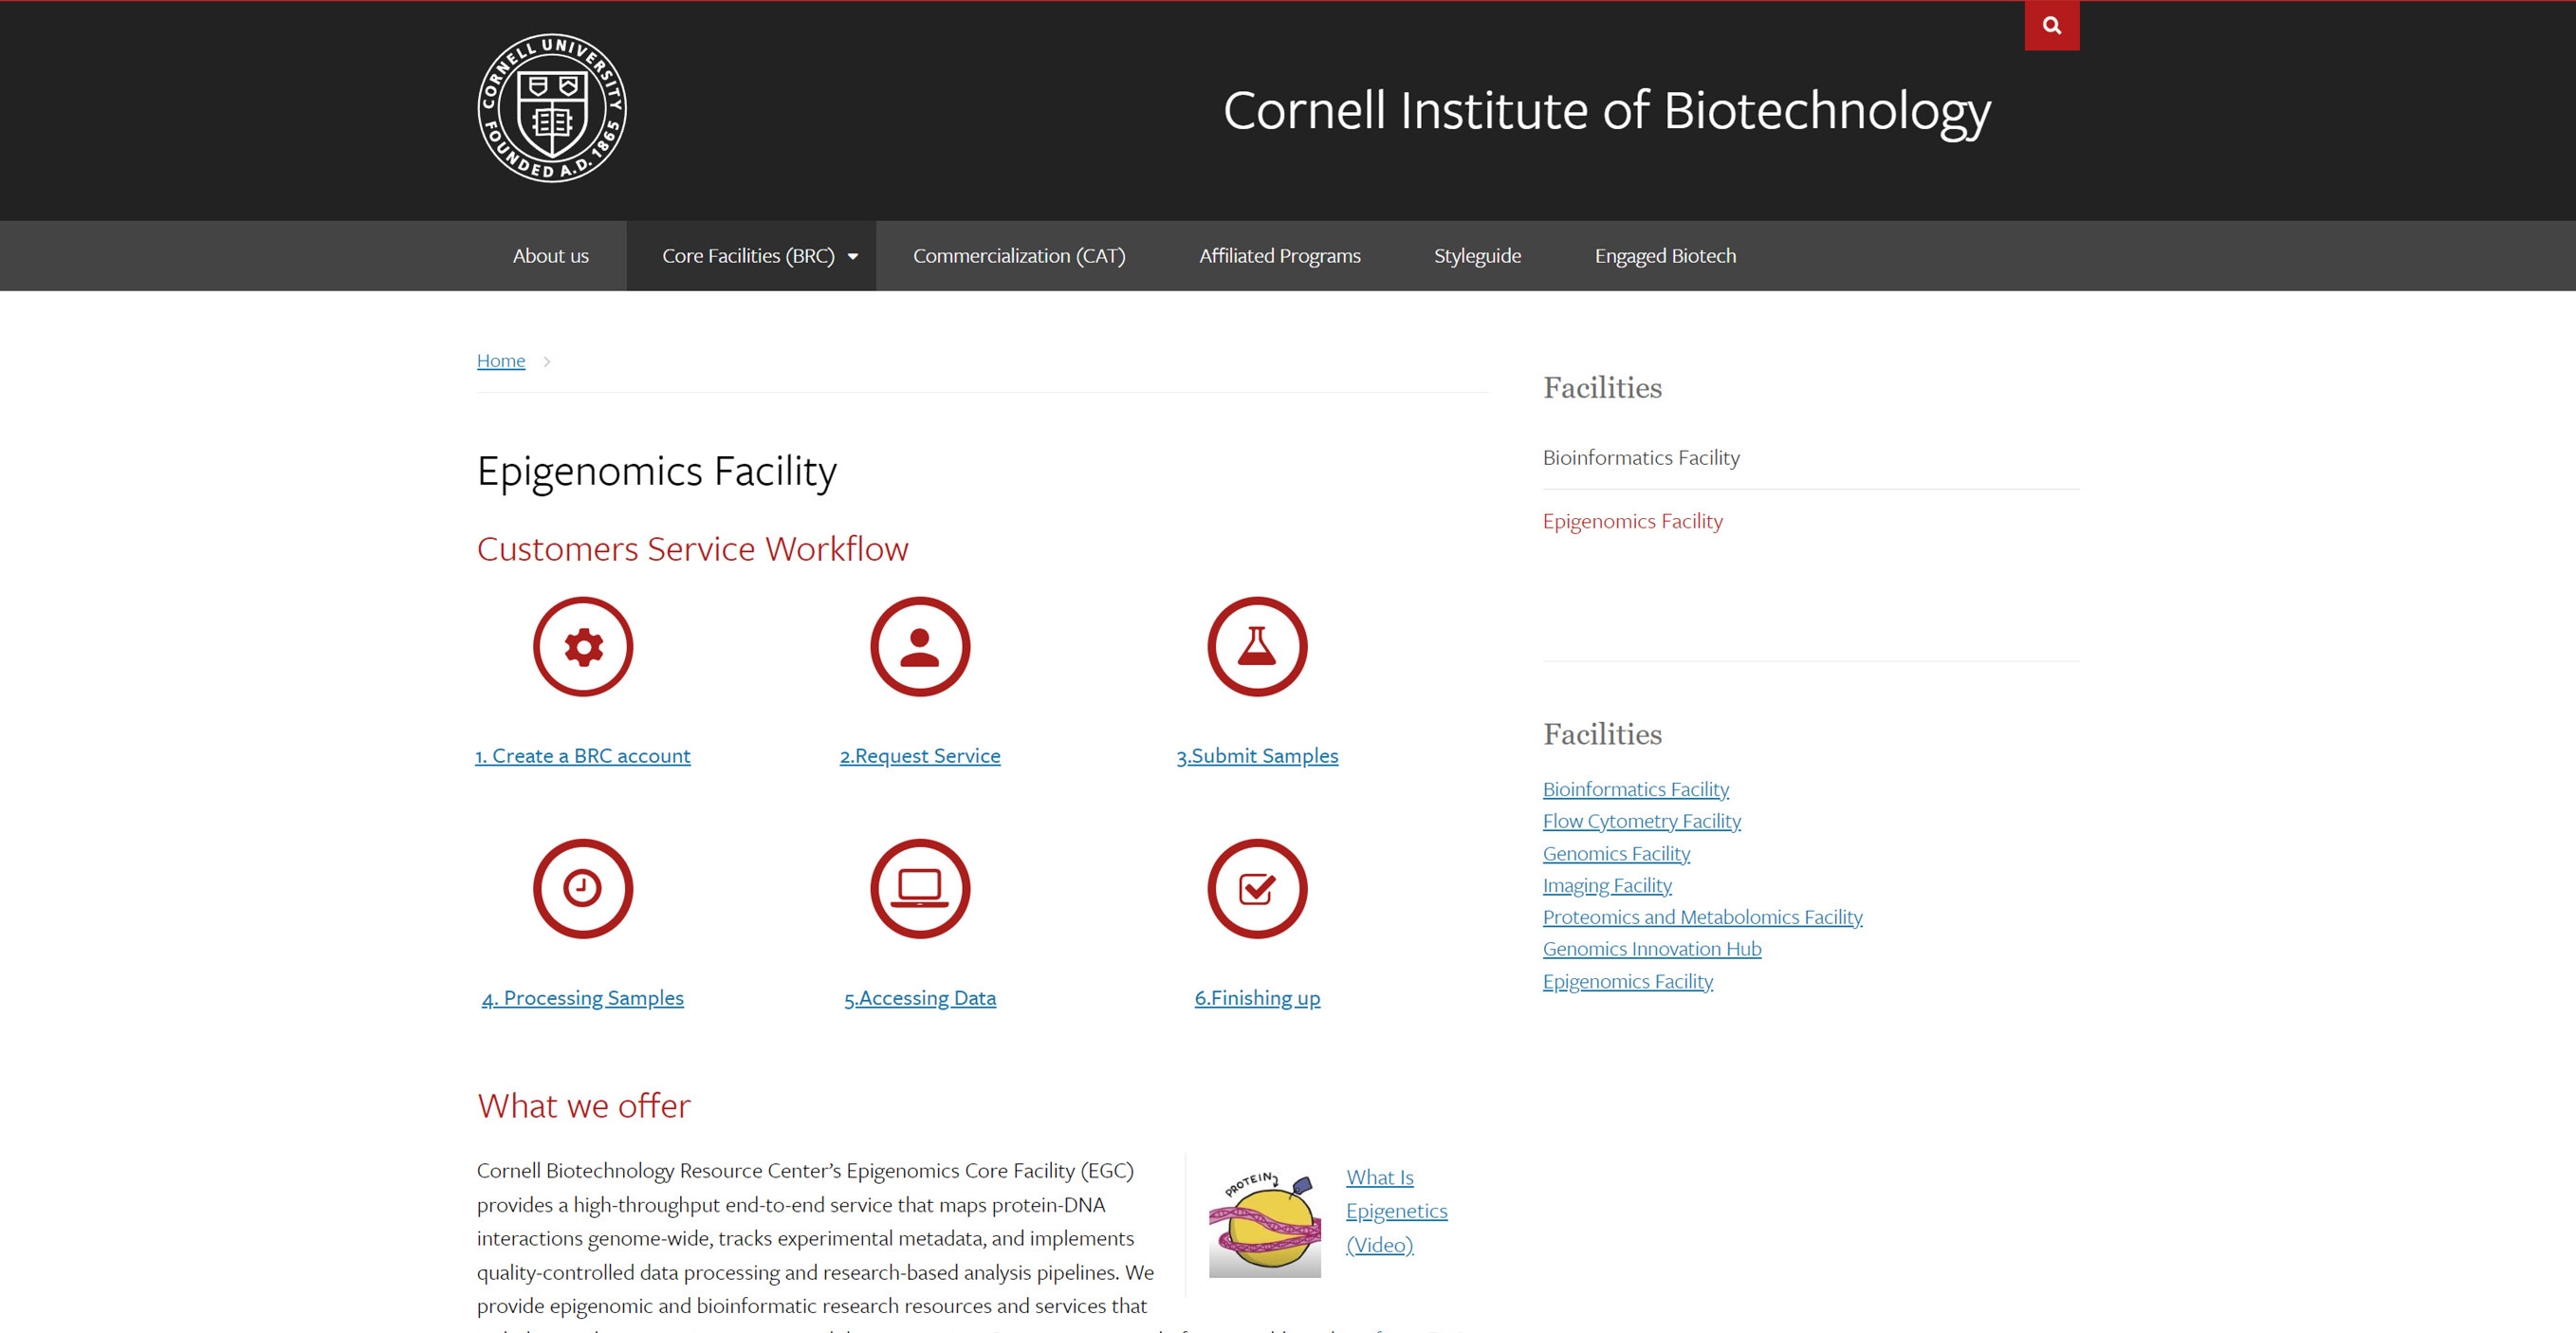 CORNELL UNIVERSITY
FOUNDED A.D. 1865
Cornell Institute of Biotechnology
About us
Core Facilities (BRC)
Commercialization (CAT)
Affiliated Programs
Styleguide
Engaged Biotech
Home
Epigenomics Facility
Customers Service Workflow
1. Create a BRC account
2.Request Service
3.Submit Samples
4. Processing Samples
5.Accessing Data
6.Finishing up
What we offer
Cornell Biotechnology Resource Center’s Epigenomics Core Facility (EGC)
provides a high-throughput end-to-end service that maps protein-DNA
interactions genome-wide, tracks experimental metadata, and implements
quality-controlled data processing and research-based analysis pipelines. We
provide epigenomic and bioinformatic research resources and services that
PROTEIN
What Is
Epigenetics
(Video)
Facilities
Bioinformatics Facility
Epigenomics Facility
Facilities
Bioinformatics Facility
Flow Cytometry Facility
Genomics Facility
Imaging Facility
Proteomics and Metabolomics Facility
Genomics Innovation Hub
Epigenomics Facility